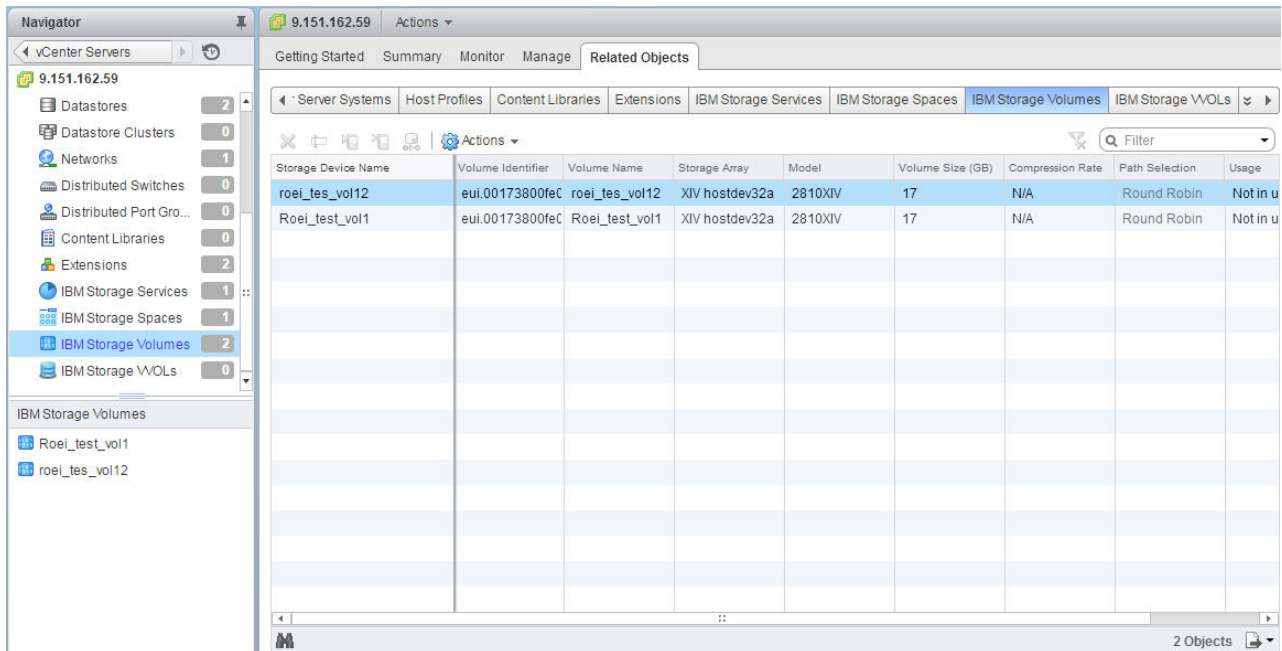 Navigator
vCenter Servers
9.151.162.59
Datastores 2
Datastore Clusters 0
Networks 1
Distributed Switches 0
Distributed Port Gro... 0
Content Libraries 0
Extensions 2
IBM Storage Services 1
IBM Storage Spaces 1
IBM Storage Volumes 2
IBM Storage VVOLs 0
IBM Storage Volumes
Roei_test_vol1
roei_tes_vol12
9.151.162.59 Actions
Getting Started Summary Monitor Manage Related Objects
Server Systems Host Profiles Content Libraries Extensions IBM Storage Services IBM Storage Spaces IBM Storage Volumes IBM Storage VVOLs
Actions Filter
Storage Device Name Volume Identifier Volume Name Storage Array Model Volume Size (GB) Compression Rate Path Selection Usage
roei_tes_vol12 eui.00173800fe0 roei_tes_vol12 XIV hostdev32a 2810XIV 17 N/A Round Robin Not in u
Roei_test_vol1 eui.00173800fe0 Roei_test_vol1 XIV hostdev32a 2810XIV 17 N/A Round Robin Not in u
2 Objects